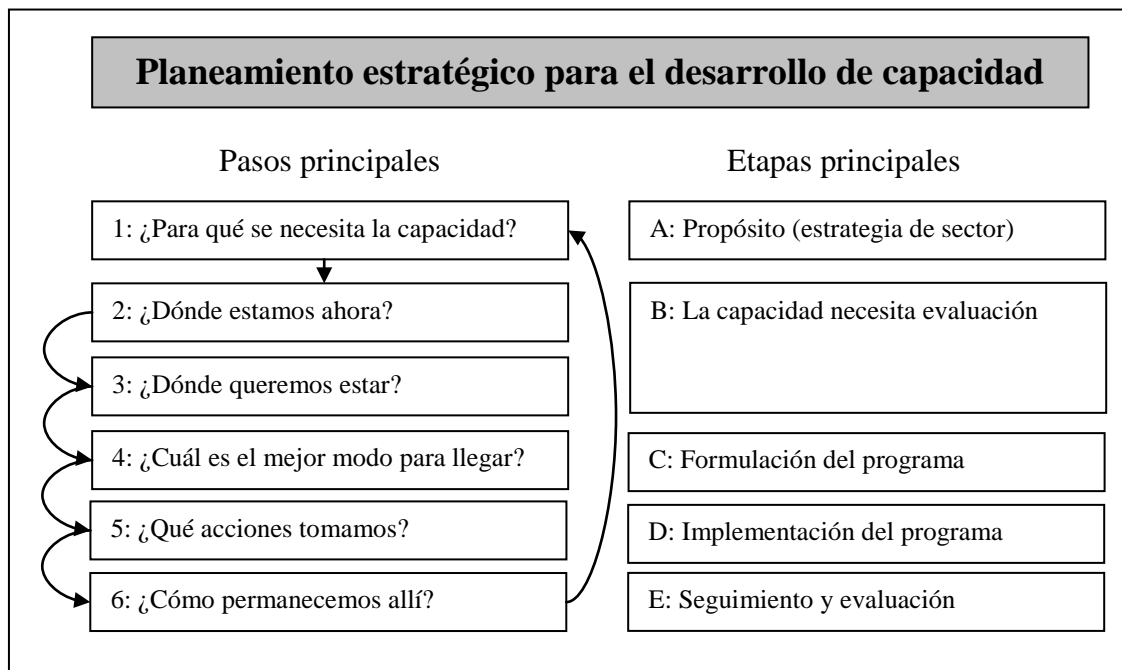 Planeamiento estratégico para el desarrollo de capacidad
Pasos principales
1: ¿Para qué se necesita la capacidad?
2: ¿Dónde estamos ahora?
3: ¿Dónde queremos estar?
4: ¿Cuál es el mejor modo para llegar?
5: ¿Qué acciones tomamos?
6: ¿Cómo permanecemos allí?
Etapas principales
A: Propósito (estrategia de sector)
B: La capacidad necesita evaluación
C: Formulación del programa
D: Implementación del programa
E: Seguimiento y evaluación